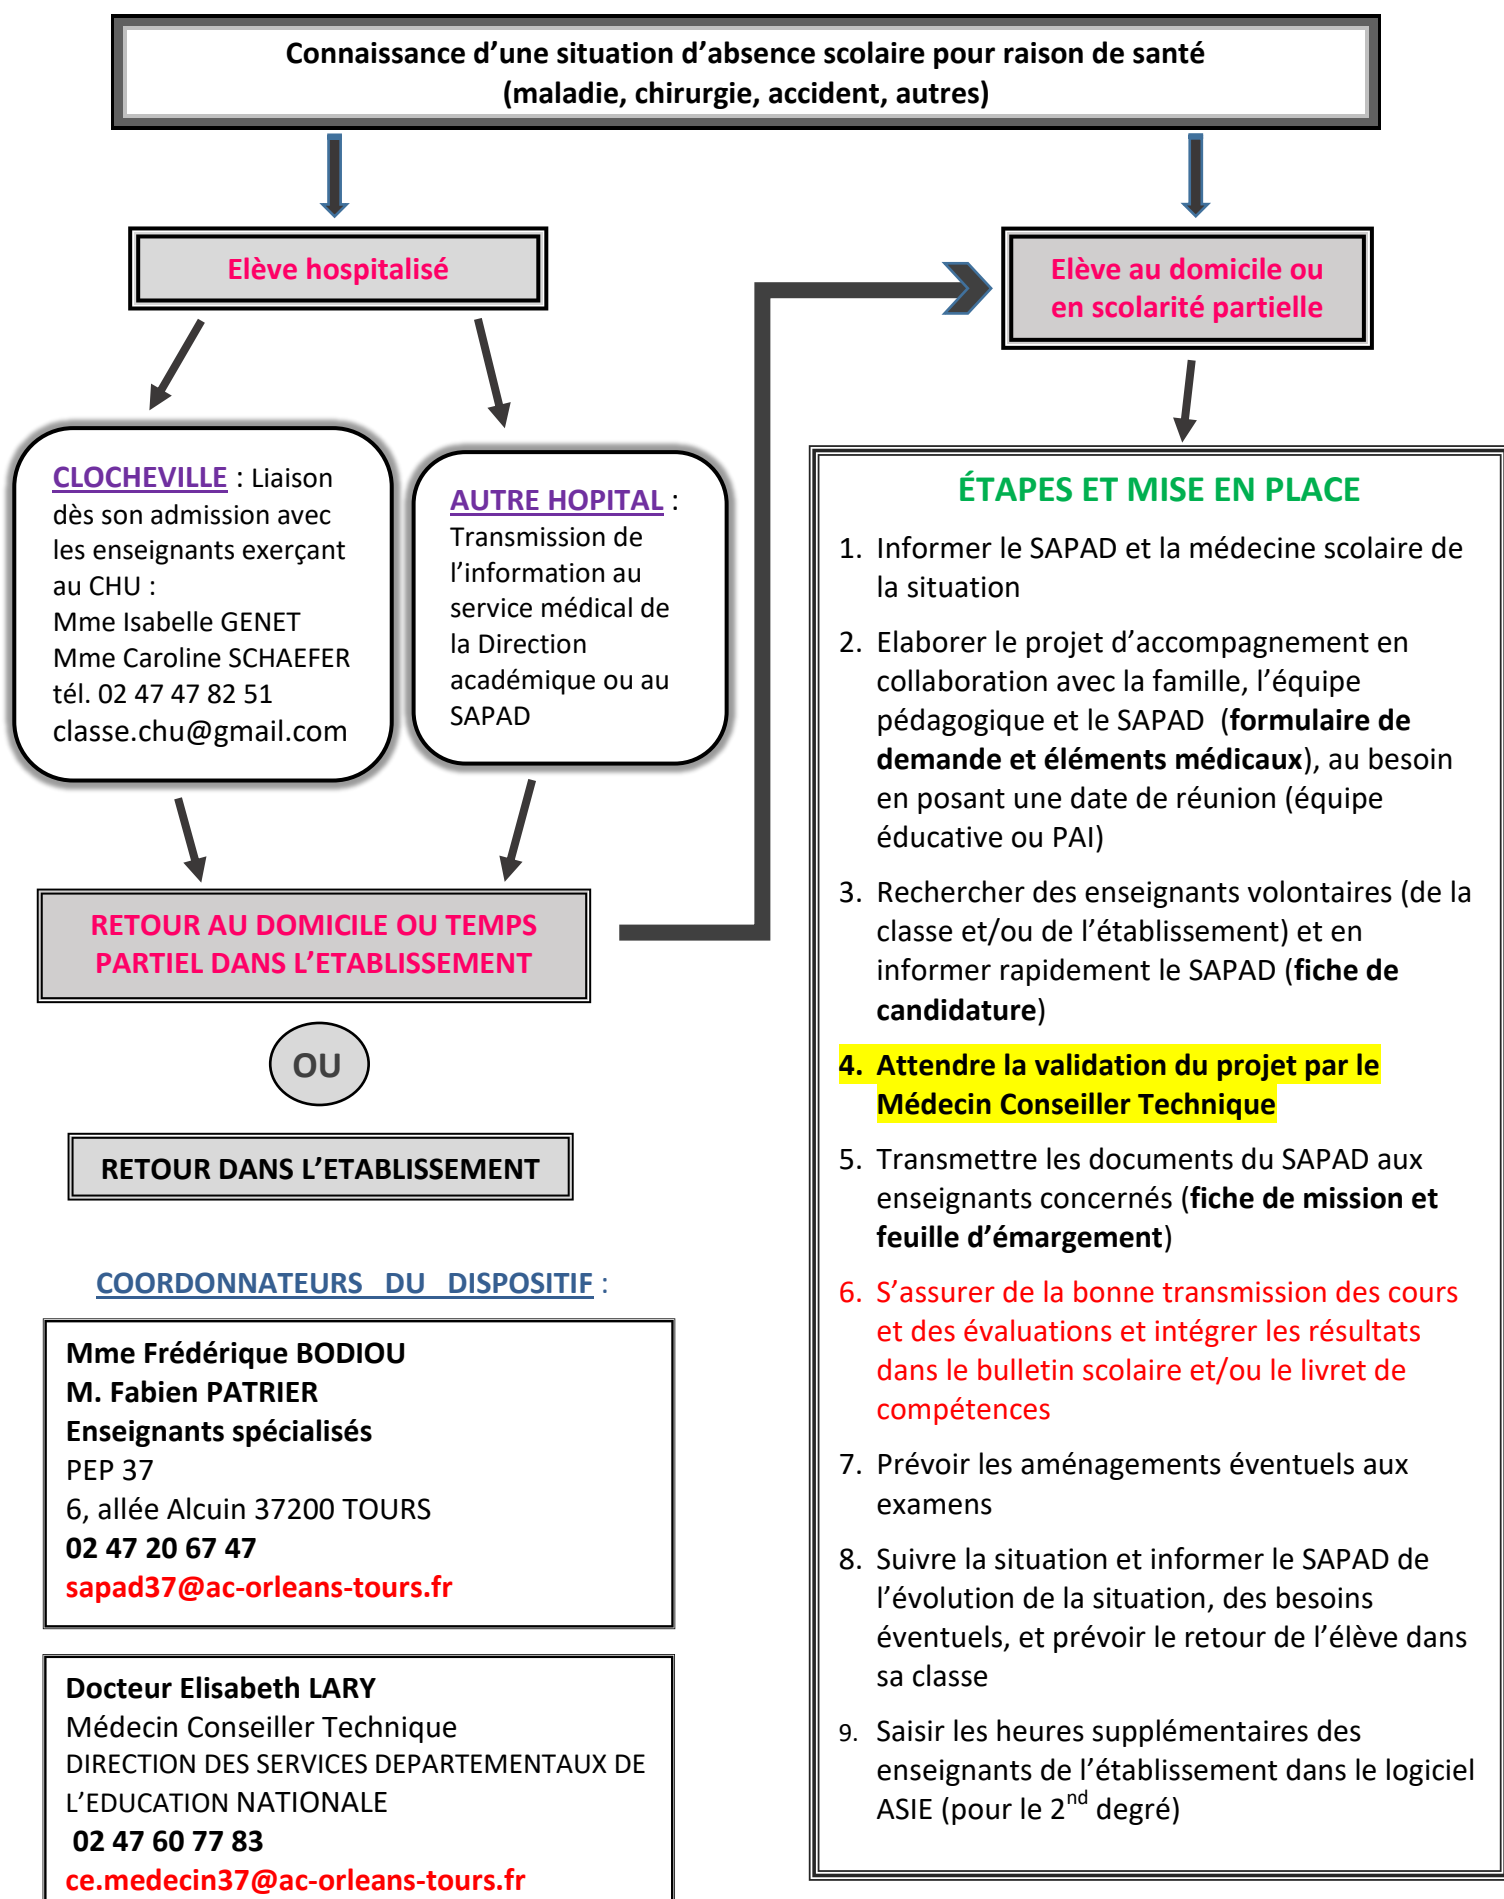 Connaissance d’une situation d’absence scolaire pour raison de santé
(maladie, chirurgie, accident, autres)
Elève hospitalisé
Elève au domicile ou
en scolarité partielle
CLOCHEVILLE : Liaison
dès son admission avec
les enseignants exerçant
au CHU :
Mme Isabelle GENET
Mme Caroline SCHAEFER
tél. 02 47 47 82 51
classe.chu@gmail.com
AUTRE HOPITAL :
Transmission de
l’information au
service médical de
la Direction
académique ou au
SAPAD
RETOUR AU DOMICILE OU TEMPS
PARTIEL DANS L’ETABLISSEMENT
OU
RETOUR DANS L’ETABLISSEMENT
COORDONNATEURS DU DISPOSITIF :
Mme Frédérique BODIOU
M. Fabien PATRIER
Enseignants spécialisés
PEP 37
6, allée Alcuin 37200 TOURS
02 47 20 67 47
sapad37@ac-orleans-tours.fr
Docteur Elisabeth LARY
Médecin Conseiller Technique
DIRECTION DES SERVICES DEPARTEMENTAUX DE
L’EDUCATION NATIONALE
02 47 60 77 83
ce.medecin37@ac-orleans-tours.fr
ÉTAPES ET MISE EN PLACE
1. Informer le SAPAD et la médecine scolaire de
la situation
2. Elaborer le projet d’accompagnement en
collaboration avec la famille, l’équipe
pédagogique et le SAPAD (formulaire de
demande et éléments médicaux), au besoin
en posant une date de réunion (équipe
éducative ou PAI)
3. Rechercher des enseignants volontaires (de la
classe et/ou de l’établissement) et en
informer rapidement le SAPAD (fiche de
candidature)
4. Attendre la validation du projet par le
Médecin Conseiller Technique
5. Transmettre les documents du SAPAD aux
enseignants concernés (fiche de mission et
feuille d’émargement)
6. S’assurer de la bonne transmission des cours
et des évaluations et intégrer les résultats
dans le bulletin scolaire et/ou le livret de
compétences
7. Prévoir les aménagements éventuels aux
examens
8. Suivre la situation et informer le SAPAD de
l’évolution de la situation, des besoins
éventuels, et prévoir le retour de l’élève dans
sa classe
9. Saisir les heures supplémentaires des
enseignants de l’établissement dans le logiciel
ASIE (pour le 2nd degré)